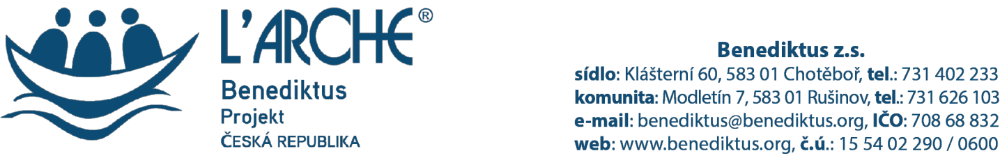 L'ARCHE®
Benediktus
Projekt
ČESKÁ REPUBLIKA
Benediktus z.s.
sídlo: Klášterní 60, 583 01 Chotěboř, tel.: 731 402 233
komunita: Modletín 7, 583 01 Rušinov, tel.: 731 626 103
e-mail: benediktus@benediktus.org, IČO: 708 68 832
web: www.benediktus.org, č.ú.: 15 54 02 290 / 0600